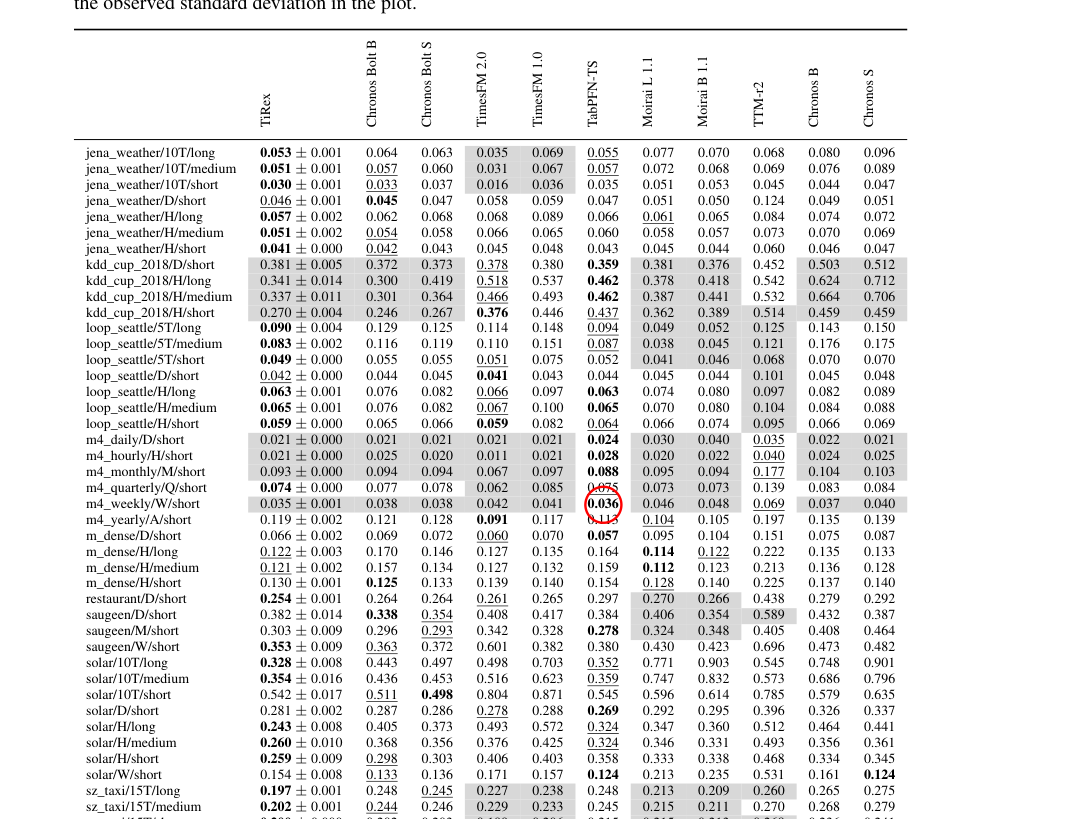 the observed standard deviation in the plot.
TiRex Chronos Bolt B Chronos Bolt S TimesFM 2.0 TimesFM 1.0 TabPFN-TS Moirai L 1.1 Moirai B 1.1 TTM-r2 Chronos B Chronos S
jena_weather/10T/long 0.053 ± 0.001 0.064 0.063 0.035 0.069 0.055 0.077 0.070 0.068 0.080 0.096
jena_weather/10T/medium 0.051 ± 0.001 0.057 0.060 0.031 0.067 0.057 0.072 0.068 0.069 0.076 0.089
jena_weather/10T/short 0.030 ± 0.001 0.033 0.037 0.016 0.036 0.035 0.051 0.053 0.045 0.044 0.047
jena_weather/D/short 0.046 ± 0.001 0.045 0.047 0.058 0.059 0.047 0.051 0.050 0.124 0.049 0.051
jena_weather/H/long 0.057 ± 0.002 0.062 0.068 0.068 0.089 0.066 0.061 0.065 0.084 0.074 0.072
jena_weather/H/medium 0.051 ± 0.002 0.054 0.058 0.066 0.065 0.060 0.058 0.057 0.073 0.070 0.069
jena_weather/H/short 0.041 ± 0.000 0.042 0.043 0.045 0.048 0.043 0.045 0.044 0.060 0.046 0.047
kdd_cup_2018/D/short 0.381 ± 0.005 0.372 0.373 0.378 0.380 0.359 0.381 0.376 0.452 0.503 0.512
kdd_cup_2018/H/long 0.341 ± 0.014 0.300 0.419 0.518 0.537 0.462 0.378 0.418 0.542 0.624 0.712
kdd_cup_2018/H/medium 0.337 ± 0.011 0.301 0.364 0.466 0.493 0.462 0.387 0.441 0.532 0.664 0.706
kdd_cup_2018/H/short 0.270 ± 0.004 0.246 0.267 0.376 0.446 0.437 0.362 0.389 0.514 0.459 0.459
loop_seattle/5T/long 0.090 ± 0.004 0.129 0.125 0.114 0.148 0.094 0.049 0.052 0.125 0.143 0.150
loop_seattle/5T/medium 0.083 ± 0.002 0.116 0.119 0.110 0.151 0.087 0.038 0.045 0.121 0.176 0.175
loop_seattle/5T/short 0.049 ± 0.000 0.055 0.055 0.051 0.075 0.052 0.041 0.046 0.068 0.070 0.070
loop_seattle/D/short 0.042 ± 0.000 0.044 0.045 0.041 0.043 0.044 0.045 0.044 0.101 0.045 0.048
loop_seattle/H/long 0.063 ± 0.001 0.076 0.082 0.066 0.097 0.063 0.074 0.080 0.097 0.082 0.089
loop_seattle/H/medium 0.065 ± 0.001 0.076 0.082 0.067 0.100 0.065 0.070 0.080 0.104 0.084 0.088
loop_seattle/H/short 0.059 ± 0.000 0.065 0.066 0.059 0.082 0.064 0.066 0.074 0.095 0.066 0.069
m4_daily/D/short 0.021 ± 0.000 0.021 0.021 0.021 0.021 0.024 0.030 0.040 0.035 0.022 0.021
m4_hourly/H/short 0.021 ± 0.000 0.025 0.020 0.011 0.021 0.028 0.020 0.022 0.040 0.024 0.025
m4_monthly/M/short 0.093 ± 0.000 0.094 0.094 0.067 0.097 0.088 0.095 0.094 0.177 0.104 0.103
m4_quarterly/Q/short 0.074 ± 0.000 0.077 0.078 0.062 0.085 0.075 0.073 0.073 0.139 0.083 0.084
m4_weekly/W/short 0.035 ± 0.001 0.038 0.038 0.042 0.041 0.036 0.046 0.048 0.069 0.037 0.040
m4_yearly/A/short 0.119 ± 0.002 0.121 0.128 0.091 0.117 0.113 0.104 0.105 0.197 0.135 0.139
m_dense/D/short 0.066 ± 0.002 0.069 0.072 0.060 0.070 0.057 0.095 0.104 0.151 0.075 0.087
m_dense/H/long 0.122 ± 0.003 0.170 0.146 0.127 0.135 0.164 0.114 0.122 0.222 0.135 0.133
m_dense/H/medium 0.121 ± 0.002 0.157 0.134 0.127 0.132 0.159 0.112 0.123 0.213 0.136 0.128
m_dense/H/short 0.130 ± 0.001 0.125 0.133 0.139 0.140 0.154 0.128 0.140 0.225 0.137 0.140
restaurant/D/short 0.254 ± 0.001 0.264 0.264 0.261 0.265 0.297 0.270 0.266 0.438 0.279 0.292
saugeen/D/short 0.382 ± 0.014 0.338 0.354 0.408 0.417 0.384 0.406 0.354 0.589 0.432 0.387
saugeen/M/short 0.303 ± 0.009 0.296 0.293 0.342 0.328 0.278 0.324 0.348 0.405 0.408 0.464
saugeen/W/short 0.353 ± 0.009 0.363 0.372 0.601 0.382 0.380 0.430 0.423 0.696 0.473 0.482
solar/10T/long 0.328 ± 0.008 0.443 0.497 0.498 0.703 0.352 0.771 0.903 0.545 0.748 0.901
solar/10T/medium 0.354 ± 0.016 0.436 0.453 0.516 0.623 0.359 0.747 0.832 0.573 0.686 0.796
solar/10T/short 0.542 ± 0.017 0.511 0.498 0.804 0.871 0.545 0.596 0.614 0.785 0.579 0.635
solar/D/short 0.281 ± 0.002 0.287 0.286 0.278 0.288 0.269 0.292 0.295 0.396 0.326 0.337
solar/H/long 0.243 ± 0.008 0.405 0.373 0.493 0.572 0.324 0.347 0.360 0.512 0.464 0.441
solar/H/medium 0.260 ± 0.010 0.368 0.356 0.376 0.425 0.324 0.346 0.331 0.493 0.356 0.361
solar/H/short 0.259 ± 0.009 0.298 0.303 0.406 0.403 0.358 0.333 0.338 0.468 0.334 0.345
solar/W/short 0.154 ± 0.008 0.133 0.136 0.171 0.157 0.124 0.213 0.235 0.531 0.161 0.124
sz_taxi/15T/long 0.197 ± 0.001 0.248 0.245 0.227 0.238 0.248 0.213 0.209 0.260 0.265 0.275
sz_taxi/15T/medium 0.202 ± 0.001 0.244 0.246 0.229 0.233 0.245 0.215 0.211 0.270 0.268 0.279